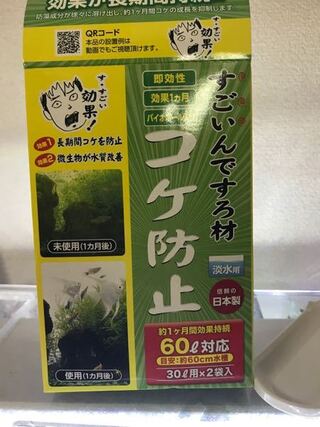 効果が長期間持続
防藻成分が徐々に溶け出し、約1ヶ月間コケの成長を抑制します
QRコード
本品の設置例は
動画でもご視聴頂けます。
す・すごい
効果!
す・すごい
効果!
効果1 長期間コケを防止
効果2 微生物が水質改善
即効性
効果1ヵ月
すごいんですろ材
コケ防止
淡水用
信頼の
日本製
未使用(1カ月後)
使用(1カ月後)
約1ヶ月間効果持続
60ℓ対応
目安:約60cm水槽
30ℓ用×2袋入